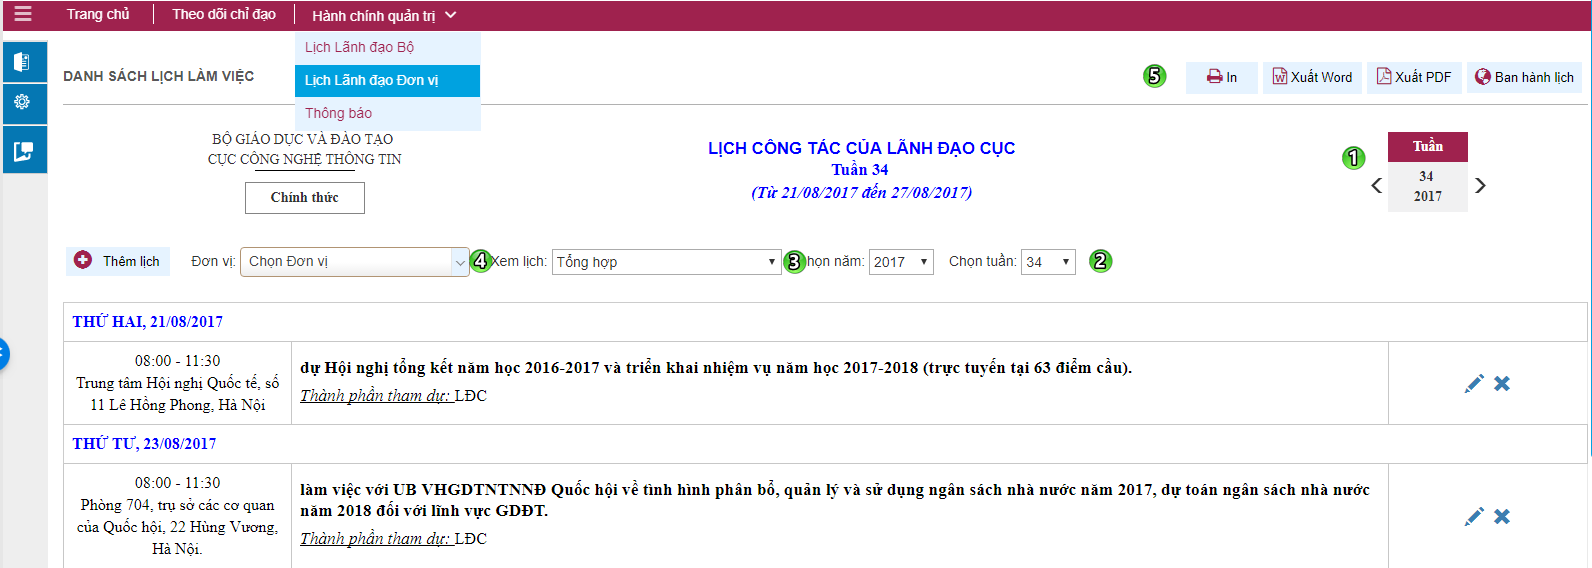 Trang chủ
Theo dõi chỉ đạo
Hành chính quản trị
Lịch Lãnh đạo Bộ
Lịch Lãnh đạo Đơn vị
Thông báo
DANH SÁCH LỊCH LÀM VIỆC
5
In
Xuất Word
Xuất PDF
Ban hành lịch
BỘ GIÁO DỤC VÀ ĐÀO TẠO
CỤC CÔNG NGHỆ THÔNG TIN
Chính thức
LỊCH CÔNG TÁC CỦA LÃNH ĐẠO CỤC
Tuần 34
(Từ 21/08/2017 đến 27/08/2017)
1
Tuần
34
2017
Thêm lịch
Đơn vị:
Chọn Đơn vị
4
Xem lịch:
Tổng hợp
3
họn năm:
2017
Chọn tuần:
34
2
THỨ HAI, 21/08/2017
08:00 - 11:30
Trung tâm Hội nghị Quốc tế, số
11 Lê Hồng Phong, Hà Nội
dự Hội nghị tổng kết năm học 2016-2017 và triển khai nhiệm vụ năm học 2017-2018 (trực tuyến tại 63 điểm cầu).
Thành phần tham dự: LĐC
THỨ TƯ, 23/08/2017
08:00 - 11:30
Phòng 704, trụ sở các cơ quan
của Quốc hội, 22 Hùng Vương,
Hà Nội.
làm việc với UB VHGDTNTNNĐ Quốc hội về tình hình phân bổ, quản lý và sử dụng ngân sách nhà nước năm 2017, dự toán ngân sách nhà nước
năm 2018 đối với lĩnh vực GDĐT.
Thành phần tham dự: LĐC